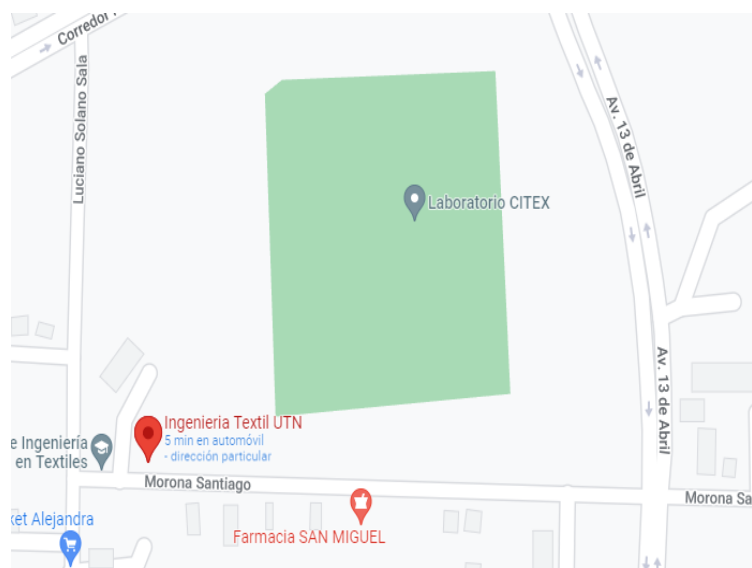 Corredor
Luciano Solano Sala
Av. 13 de Abril
Laboratorio CITEX
Av. 13 de Abril
Ingenieria Textil UTN
5 min en automóvil
- dirección particular
e Ingeniería
en Textiles
Morona Santiago
Morona Sa
ket Alejandra
Farmacia SAN MIGUEL